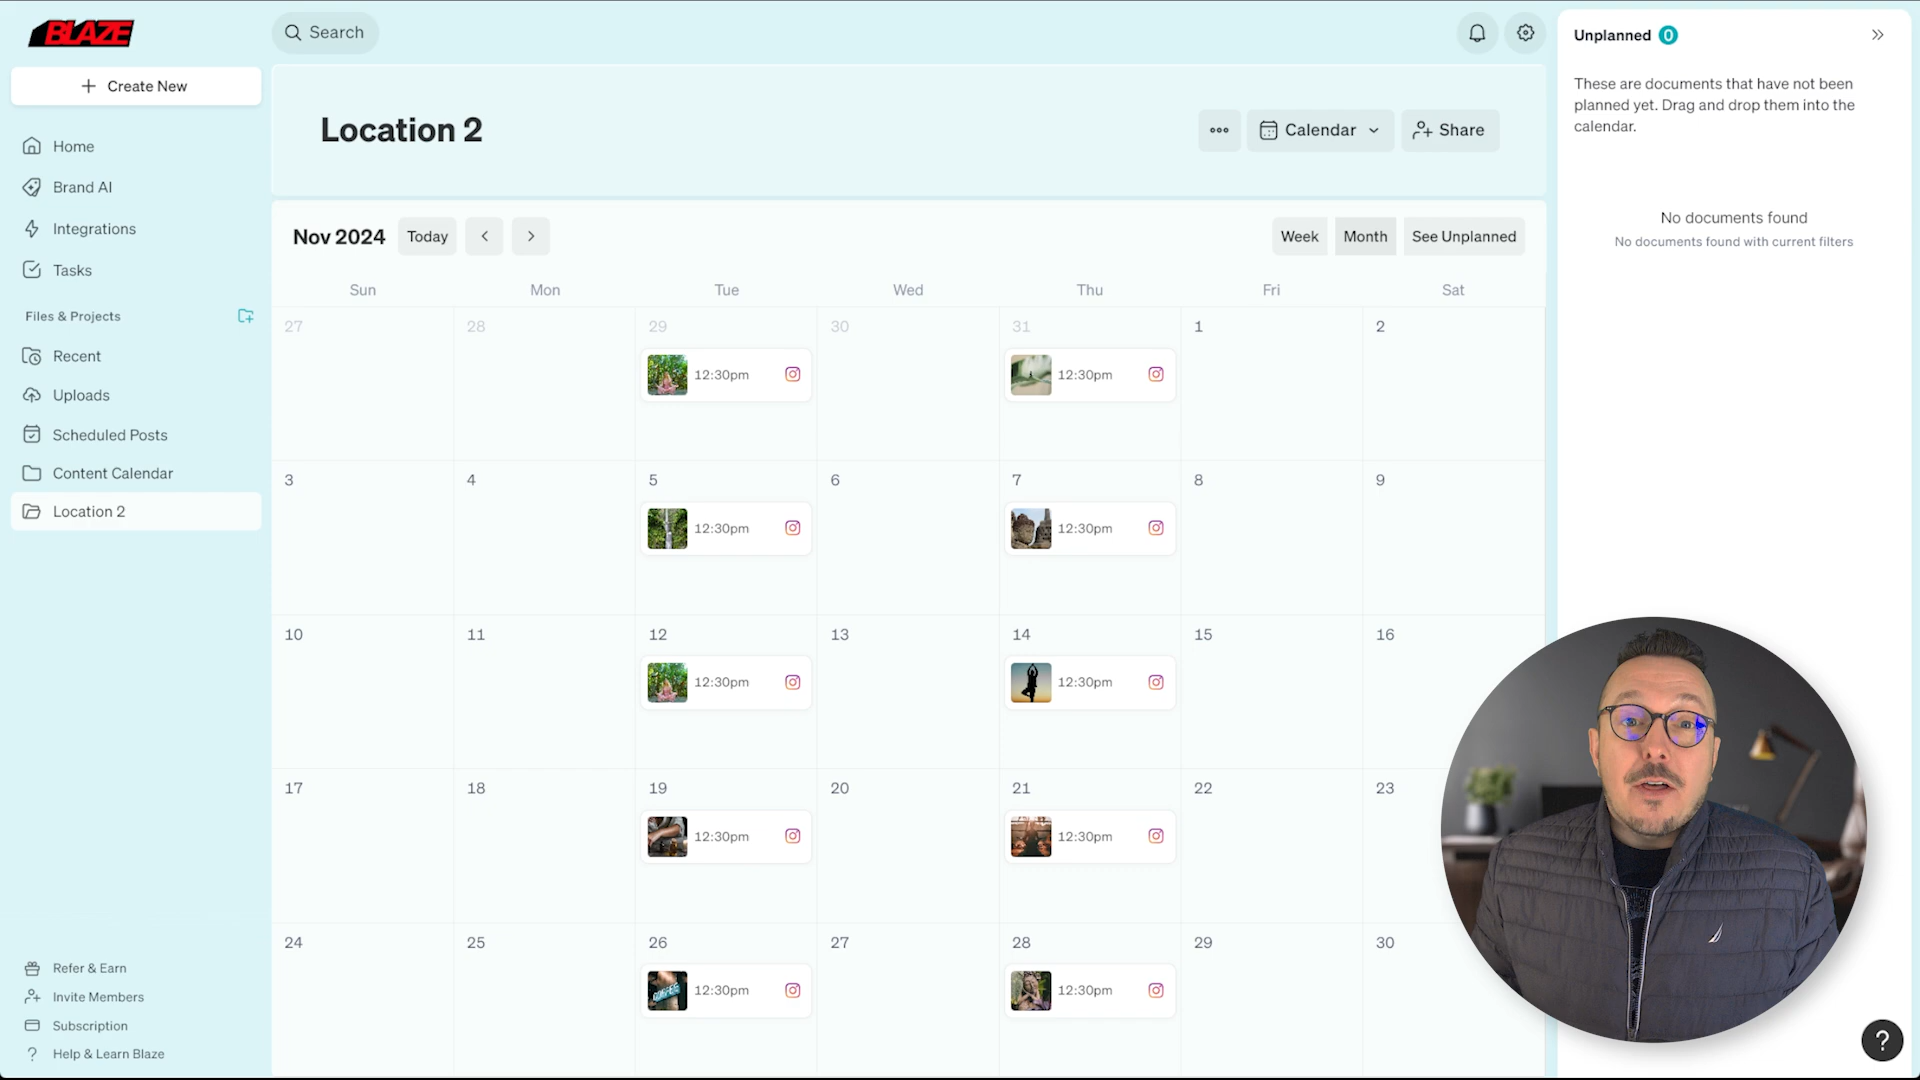 BLAZE
Search
Create New
Home
Brand AI
Integrations
Tasks
Files & Projects
Recent
Uploads
Scheduled Posts
Content Calendar
Location 2
Refer & Earn
Invite Members
Subscription
Help & Learn Blaze
Location 2
Calendar
Share
Nov 2024
Today
Week
Month
See Unplanned
Sun Mon Tue Wed Thu Fri Sat
27 28 29 30 31 1 2
12:30pm 12:30pm
3 4 5 6 7 8 9
12:30pm 12:30pm
10 11 12 13 14 15 16
12:30pm 12:30pm
17 18 19 20 21 22 23
12:30pm 12:30pm
24 25 26 27 28 29 30
12:30pm 12:30pm
Unplanned 0
These are documents that have not been
planned yet. Drag and drop them into the
calendar.
No documents found
No documents found with current filters
?